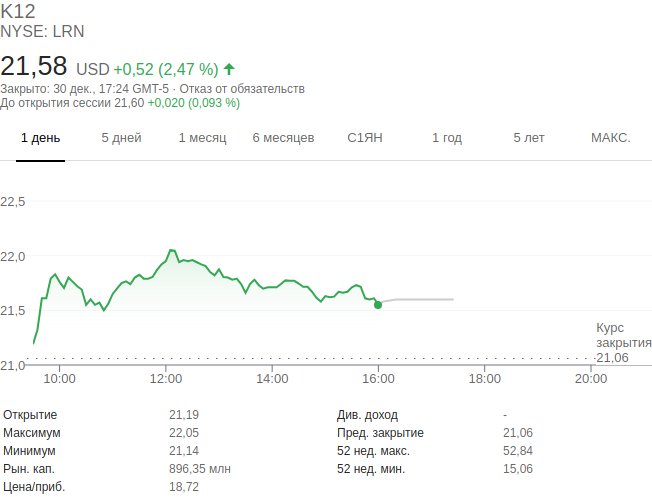 K12
NYSE: LRN
21,58 USD +0,52 (2,47 %)
Закрыто: 30 дек., 17:24 GMT-5 · Отказ от обязательств
До открытия сессии 21,60 +0,020 (0,093 %)
1 день 5 дней 1 месяц 6 месяцев С1ЯН 1 год 5 лет МАКС.
22,5
22,0
21,5
21,0
Курс
закрытия
21,06
10:00 12:00 14:00 16:00 18:00 20:00
Открытие 21,19 Див. доход -
Максимум 22,05 Пред. закрытие 21,06
Минимум 21,14 52 нед. макс. 52,84
Рын. кап. 896,35 млн 52 нед. мин. 15,06
Цена/приб. 18,72